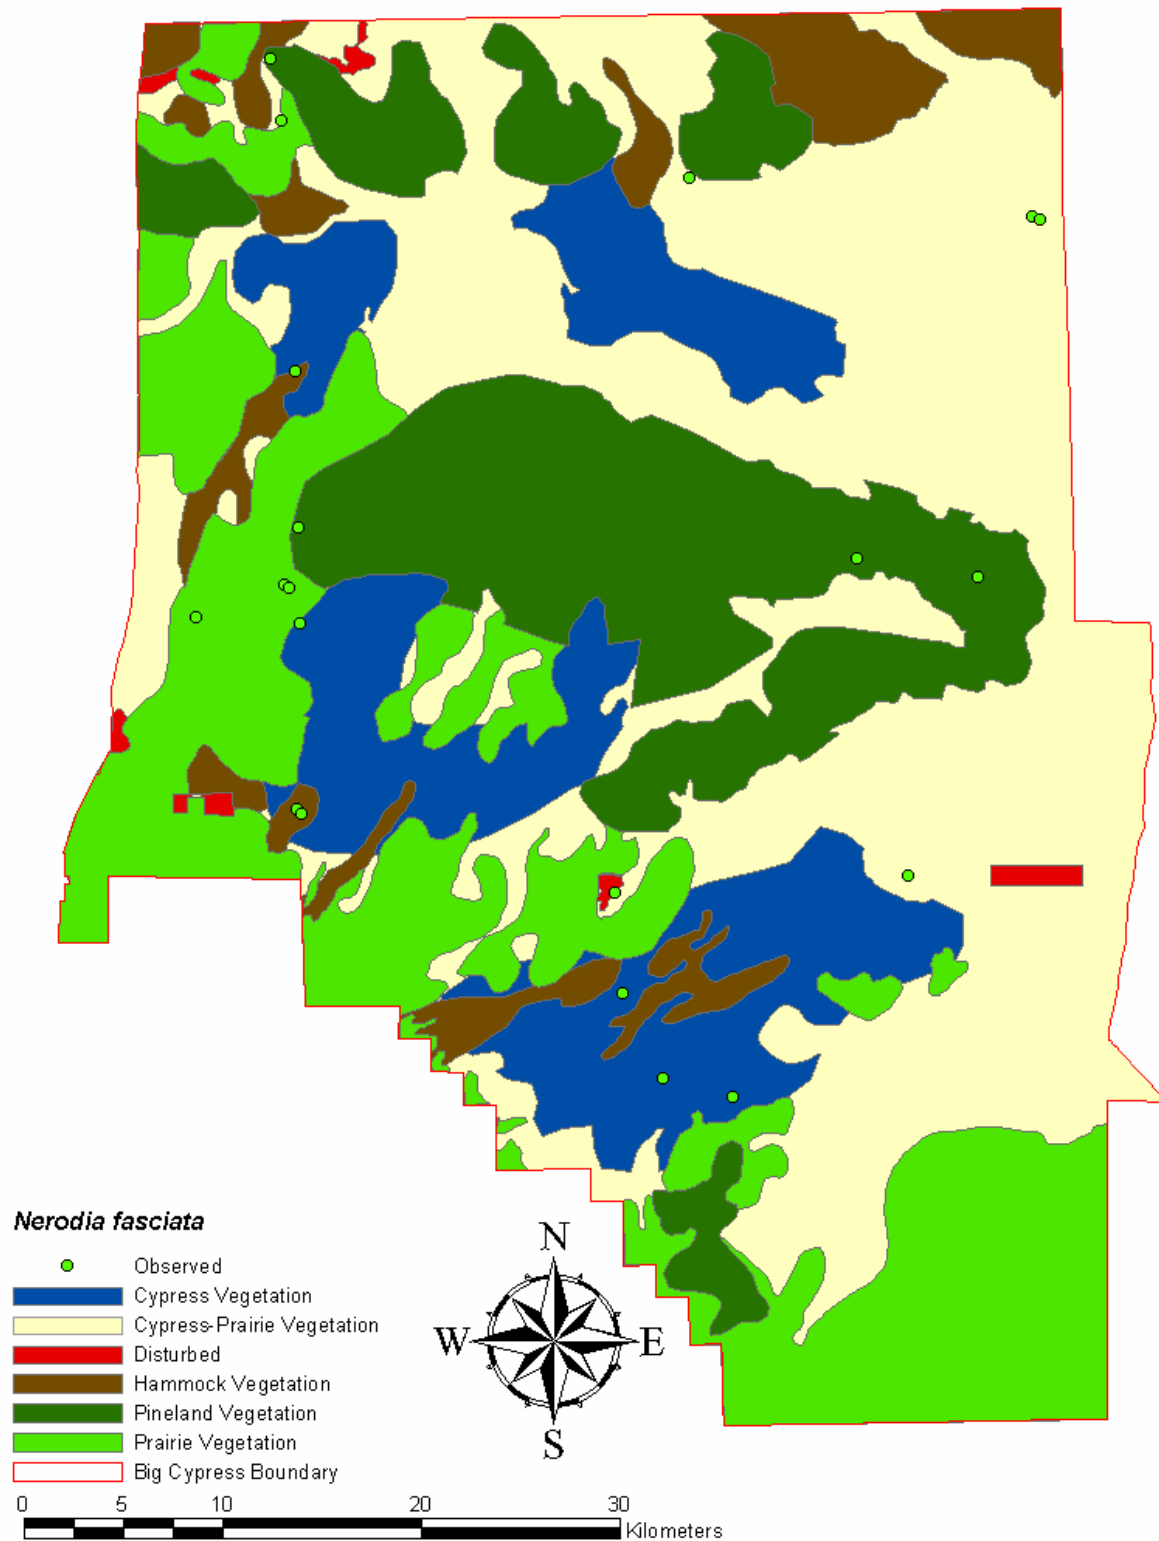 Nerodia fasciata
Observed
Cypress Vegetation
Cypress-Prairie Vegetation
Disturbed
Hammock Vegetation
Pineland Vegetation
Prairie Vegetation
Big Cypress Boundary
N
W E
S
0 5 10 20 30
Kilometers